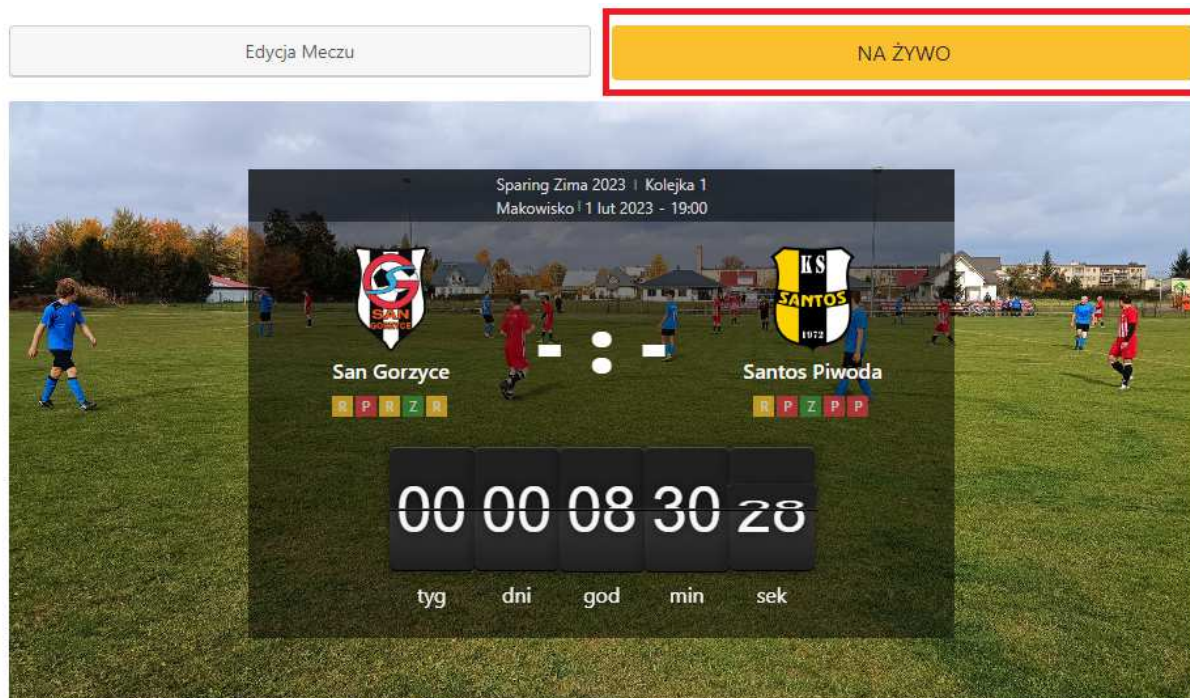 Edycja Meczu
NA ŻYWO
Sparing Zima 2023 | Kolejka 1
Makowisko | 1 lut 2023 - 19:00
SAN
GORZYCE
KS
SANTOS
1972
- : -
San Gorzyce
Santos Piwoda
R P R Z R
R P Z P P
00 00 08 30 28
tyg dni god min sek